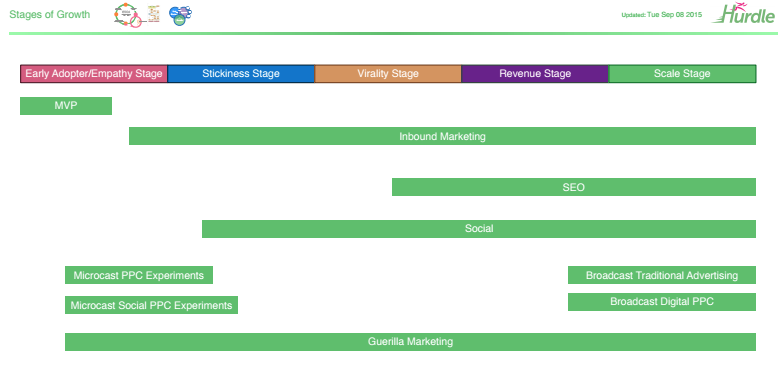 Stages of Growth
Updated: Tue Sep 08 2015
Hurdle
Early Adopter/Empathy Stage
Stickiness Stage
Virality Stage
Revenue Stage
Scale Stage
MVP
Inbound Marketing
SEO
Social
Microcast PPC Experiments
Broadcast Traditional Advertising
Microcast Social PPC Experiments
Broadcast Digital PPC
Guerilla Marketing